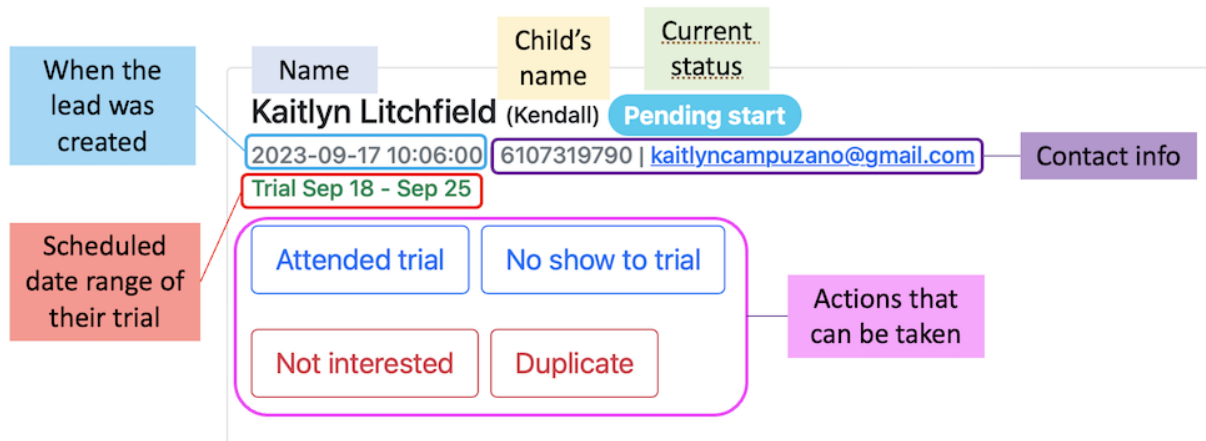 When the
lead was
created
Name
Child's
name
Current
status
Kaitlyn Litchfield (Kendall) Pending start
2023-09-17 10:06:00 6107319790 | kaitlyncampuzano@gmail.com
Contact info
Trial Sep 18 - Sep 25
Scheduled
date range of
their trial
Attended trial No show to trial
Not interested Duplicate
Actions that
can be taken